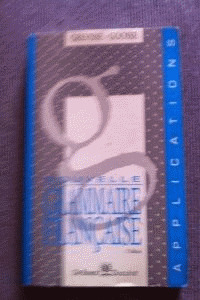 GREVISSE · GOOSSE
NOUVELLE
GRAMMAIRE
FRANÇAISE
APPLICATIONS